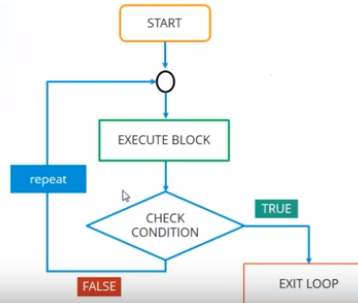 START
EXECUTE BLOCK
repeat
CHECK
CONDITION
TRUE
FALSE
EXIT LOOP